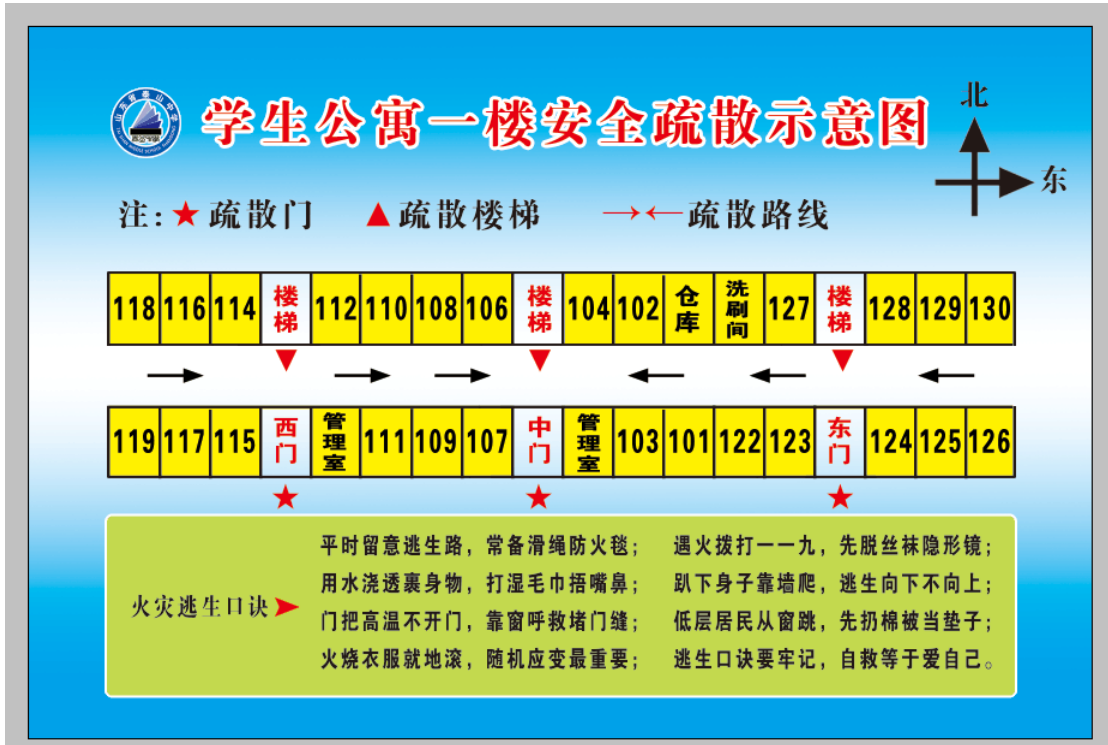 山东省泰山中学
学生公寓一楼安全疏散示意图
北
东
注:★疏散门 ▲疏散楼梯 →←疏散路线
118 116 114 楼梯 112 110 108 106 楼梯 104 102 仓库 洗刷间 127 楼梯 128 129 130
119 117 115 西门 管理室 111 109 107 中门 管理室 103 101 122 123 东门 124 125 126
火灾逃生口诀
平时留意逃生路，常备滑绳防火毯； 遇火拨打一一九，先脱丝袜隐形镜；
用水浇透裹身物，打湿毛巾捂嘴鼻； 趴下身子靠墙爬，逃生向下不向上；
门把高温不开门，靠窗呼救堵门缝； 低层居民从窗跳，先扔棉被当垫子；
火烧衣服就地滚，随机应变最重要； 逃生口诀要牢记，自救等于爱自己。